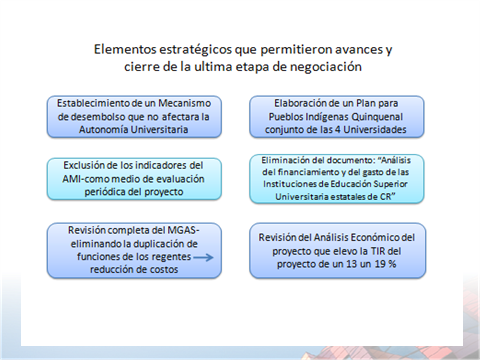 Elementos estratégicos que permitieron avances y
cierre de la ultima etapa de negociación
Establecimiento de un Mecanismo
de desembolso que no afectara la
Autonomía Universitaria
Elaboración de un Plan para
Pueblos Indígenas Quinquenal
conjunto de las 4 Universidades
Exclusión de los indicadores del
AMI-como medio de evaluación
periódica del proyecto
Eliminación del documento: “Análisis
del financiamiento y del gasto de las
Instituciones de Educación Superior
Universitaria estatales de CR”
Revisión completa del MGAS-
eliminando la duplicación de
funciones de los regentes
reducción de costos
Revisión del Análisis Económico del
proyecto que elevo la TIR del
proyecto de un 13 un 19 %